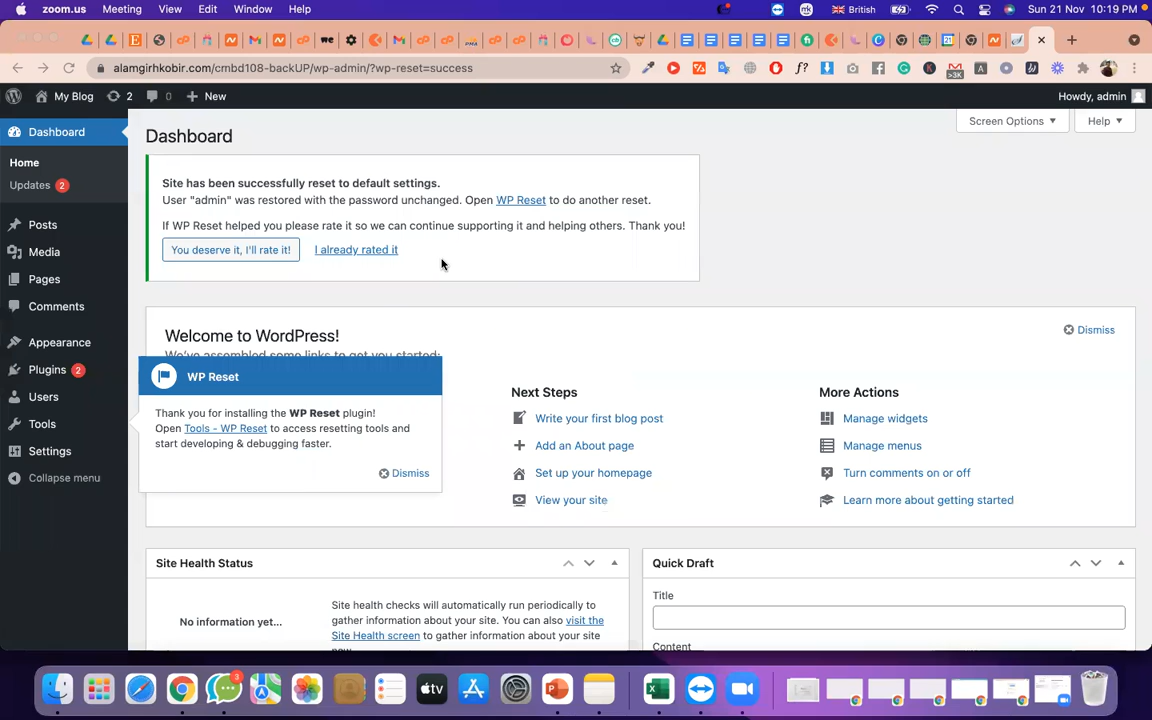 zoom.us Meeting View Edit Window Help
British Sun 21 Nov 10:19 PM
alamgirhkobir.com/cmbd108-backUP/wp-admin/?wp-reset=success
My Blog 2 0 + New Howdy, admin
Dashboard
Home
Updates 2
Posts
Media
Pages
Comments
Appearance
Plugins 2
Users
Tools
Settings
Collapse menu
Dashboard
Screen Options Help
Site has been successfully reset to default settings.
User "admin" was restored with the password unchanged. Open WP Reset to do another reset.
If WP Reset helped you please rate it so we can continue supporting it and helping others. Thank you!
You deserve it, I'll rate it! I already rated it
Welcome to WordPress!
Dismiss
We've assembled some links to get you started:
WP Reset
Thank you for installing the WP Reset plugin!
Open Tools - WP Reset to access resetting tools and
start developing & debugging faster.
Dismiss
Next Steps
Write your first blog post
Add an About page
Set up your homepage
View your site
More Actions
Manage widgets
Manage menus
Turn comments on or off
Learn more about getting started
Site Health Status
No information yet...
Site health checks will automatically run periodically to
gather information about your site. You can also visit the
Site Health screen to gather information about your site
Quick Draft
Title
Content
>3K
3
tv